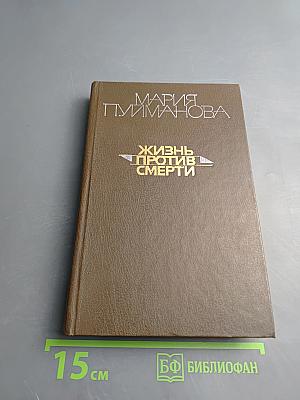 МАРИЯ
ПУЙМАНОВА
ЖИЗНЬ
ПРОТИВ
СМЕРТИ
15 см
БФ БИБЛИОФАН